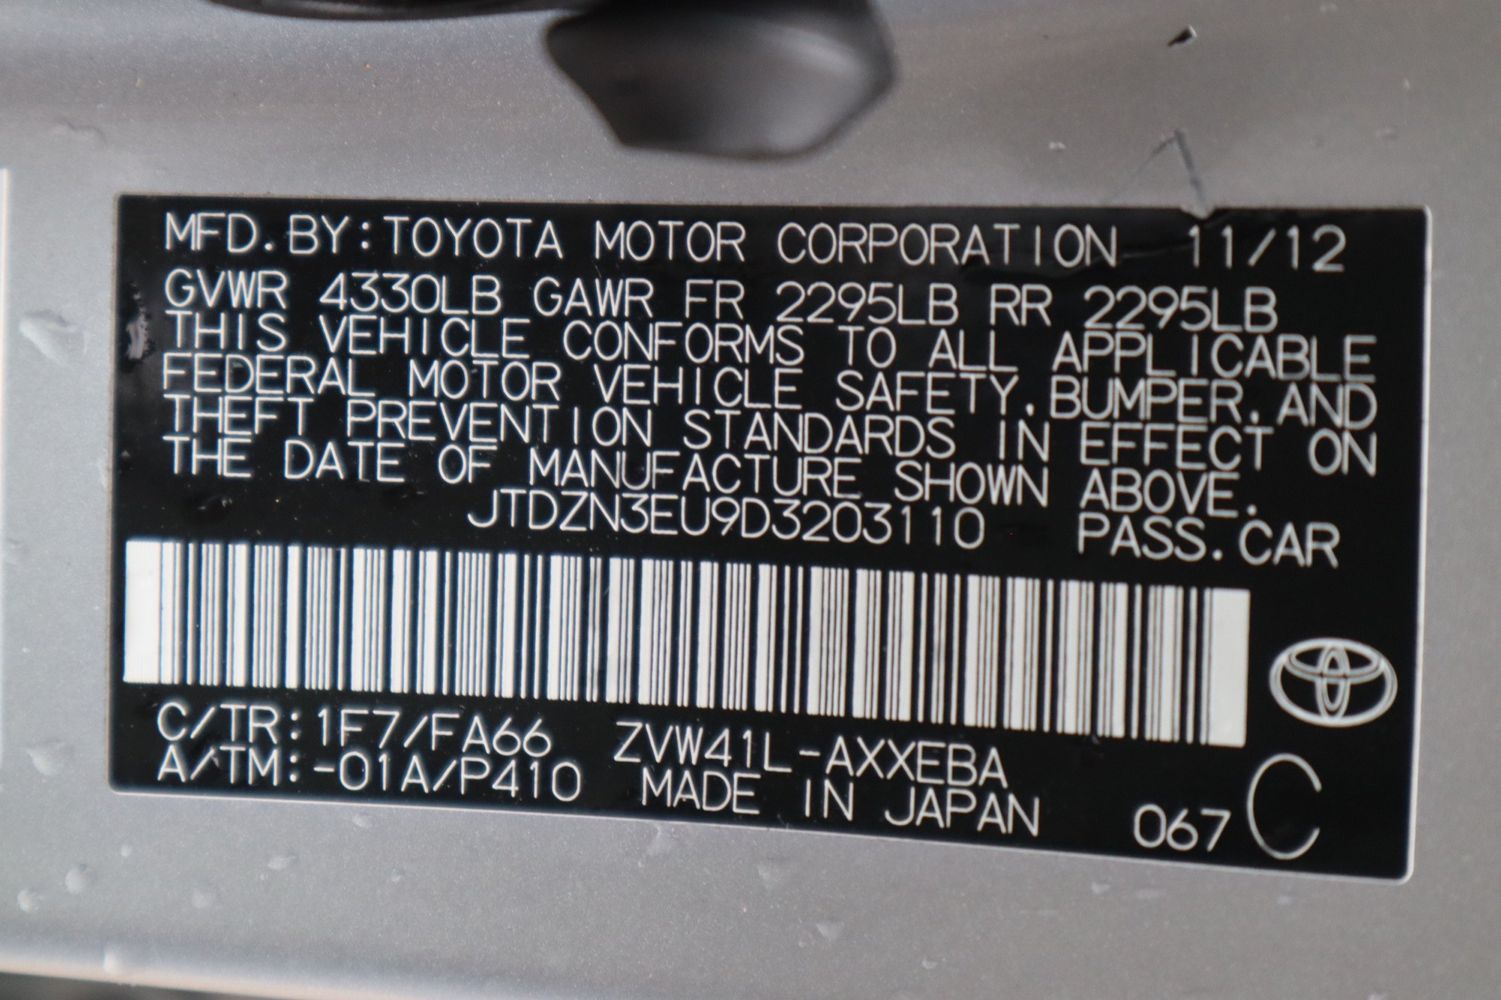 MFD.BY:TOYOTA MOTOR CORPORATION 11/12
GVWR 4330LB GAWR FR 2295LB RR 2295LB
THIS VEHICLE CONFORMS TO ALL APPLICABLE
FEDERAL MOTOR VEHICLE SAFETY,BUMPER,AND
THEFT PREVENTION STANDARDS IN EFFECT ON
THE DATE OF MANUFACTURE SHOWN ABOVE.
JTDZN3EU9D3203110 PASS.CAR
C/TR:1F7/FA66 ZVW41L-AXXEBA
A/TM:-01A/P410 MADE IN JAPAN 067 C